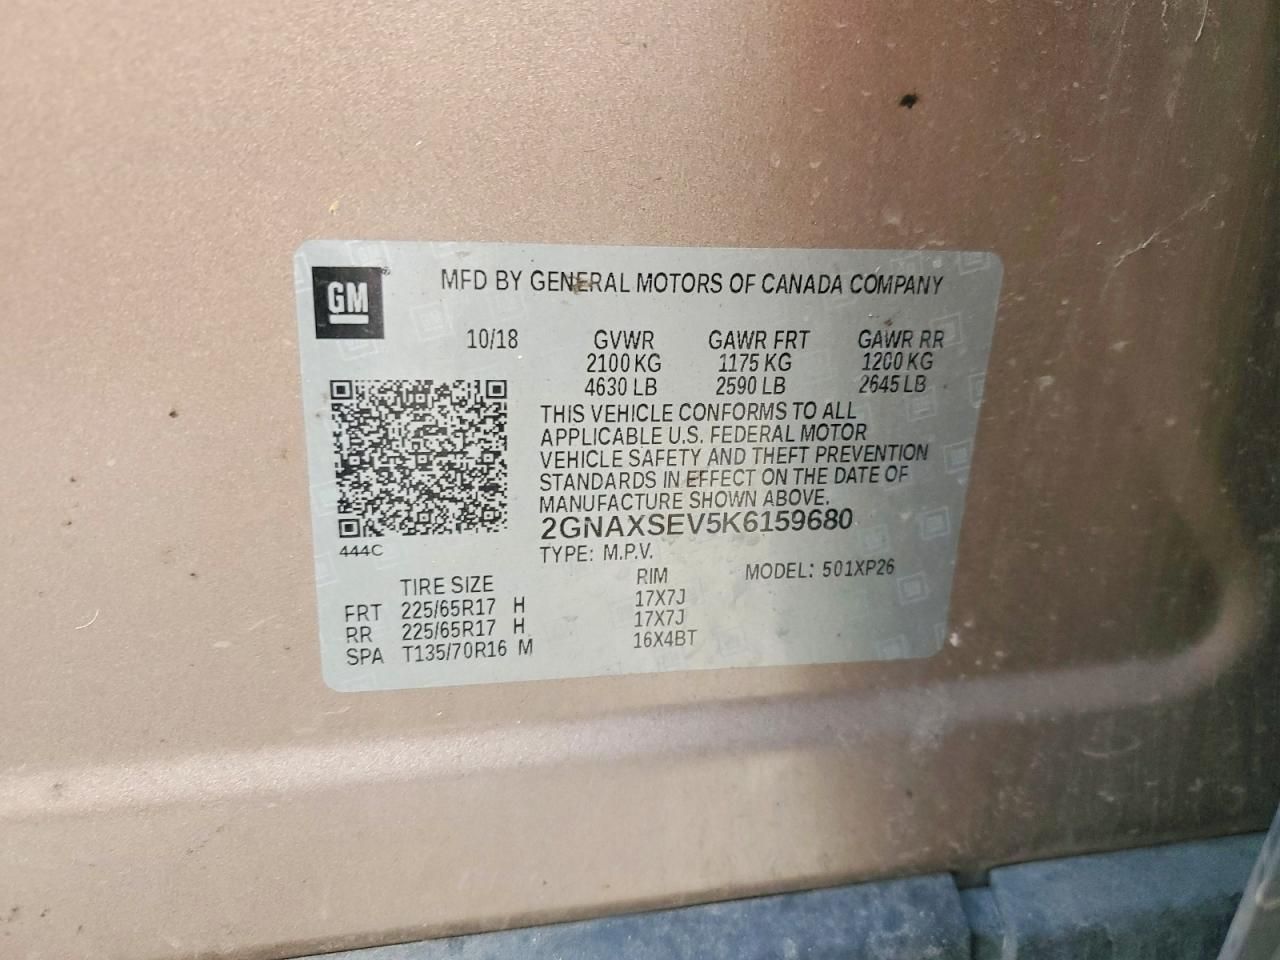 GM
MFD BY GENERAL MOTORS OF CANADA COMPANY
10/18 GVWR GAWR FRT GAWR RR
2100 KG 1175 KG 1200 KG
4630 LB 2590 LB 2645 LB
THIS VEHICLE CONFORMS TO ALL
APPLICABLE U.S. FEDERAL MOTOR
VEHICLE SAFETY AND THEFT PREVENTION
STANDARDS IN EFFECT ON THE DATE OF
MANUFACTURE SHOWN ABOVE.
2GNAXSEV5K6159680
444C
TYPE: M.P.V.
TIRE SIZE RIM MODEL: 501XP26
FRT 225/65R17 H 17X7J
RR 225/65R17 H 17X7J
SPA T135/70R16 M 16X4BT